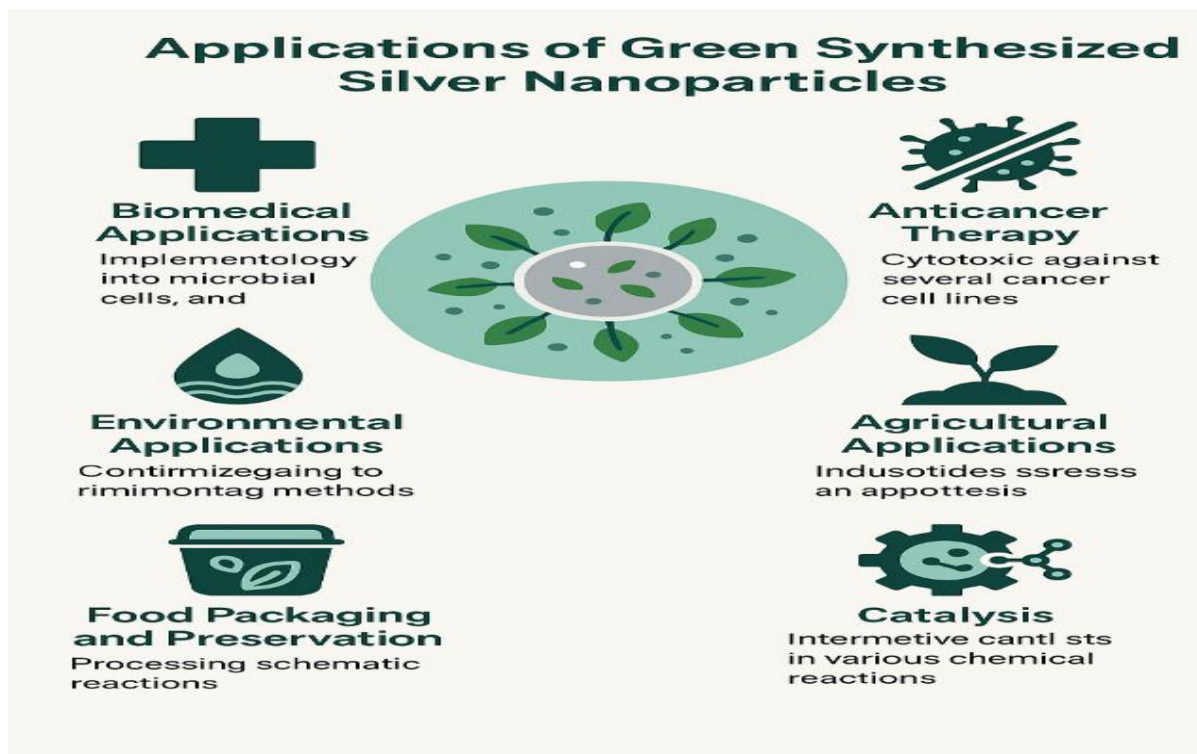 Applications of Green Synthesized
Silver Nanoparticles
Biomedical
Applications
Implementology
into microbial
cells, and
Anticancer
Therapy
Cytotoxic against
several cancer
cell lines
Environmental
Applications
Contirmizegaing to
rimimontag methods
Agricultural
Applications
Indusotides ssresss
an appottesis
Food Packaging
and Preservation
Processing schematic
reactions
Catalysis
Intermetive cantl sts
in various chemical
reactions